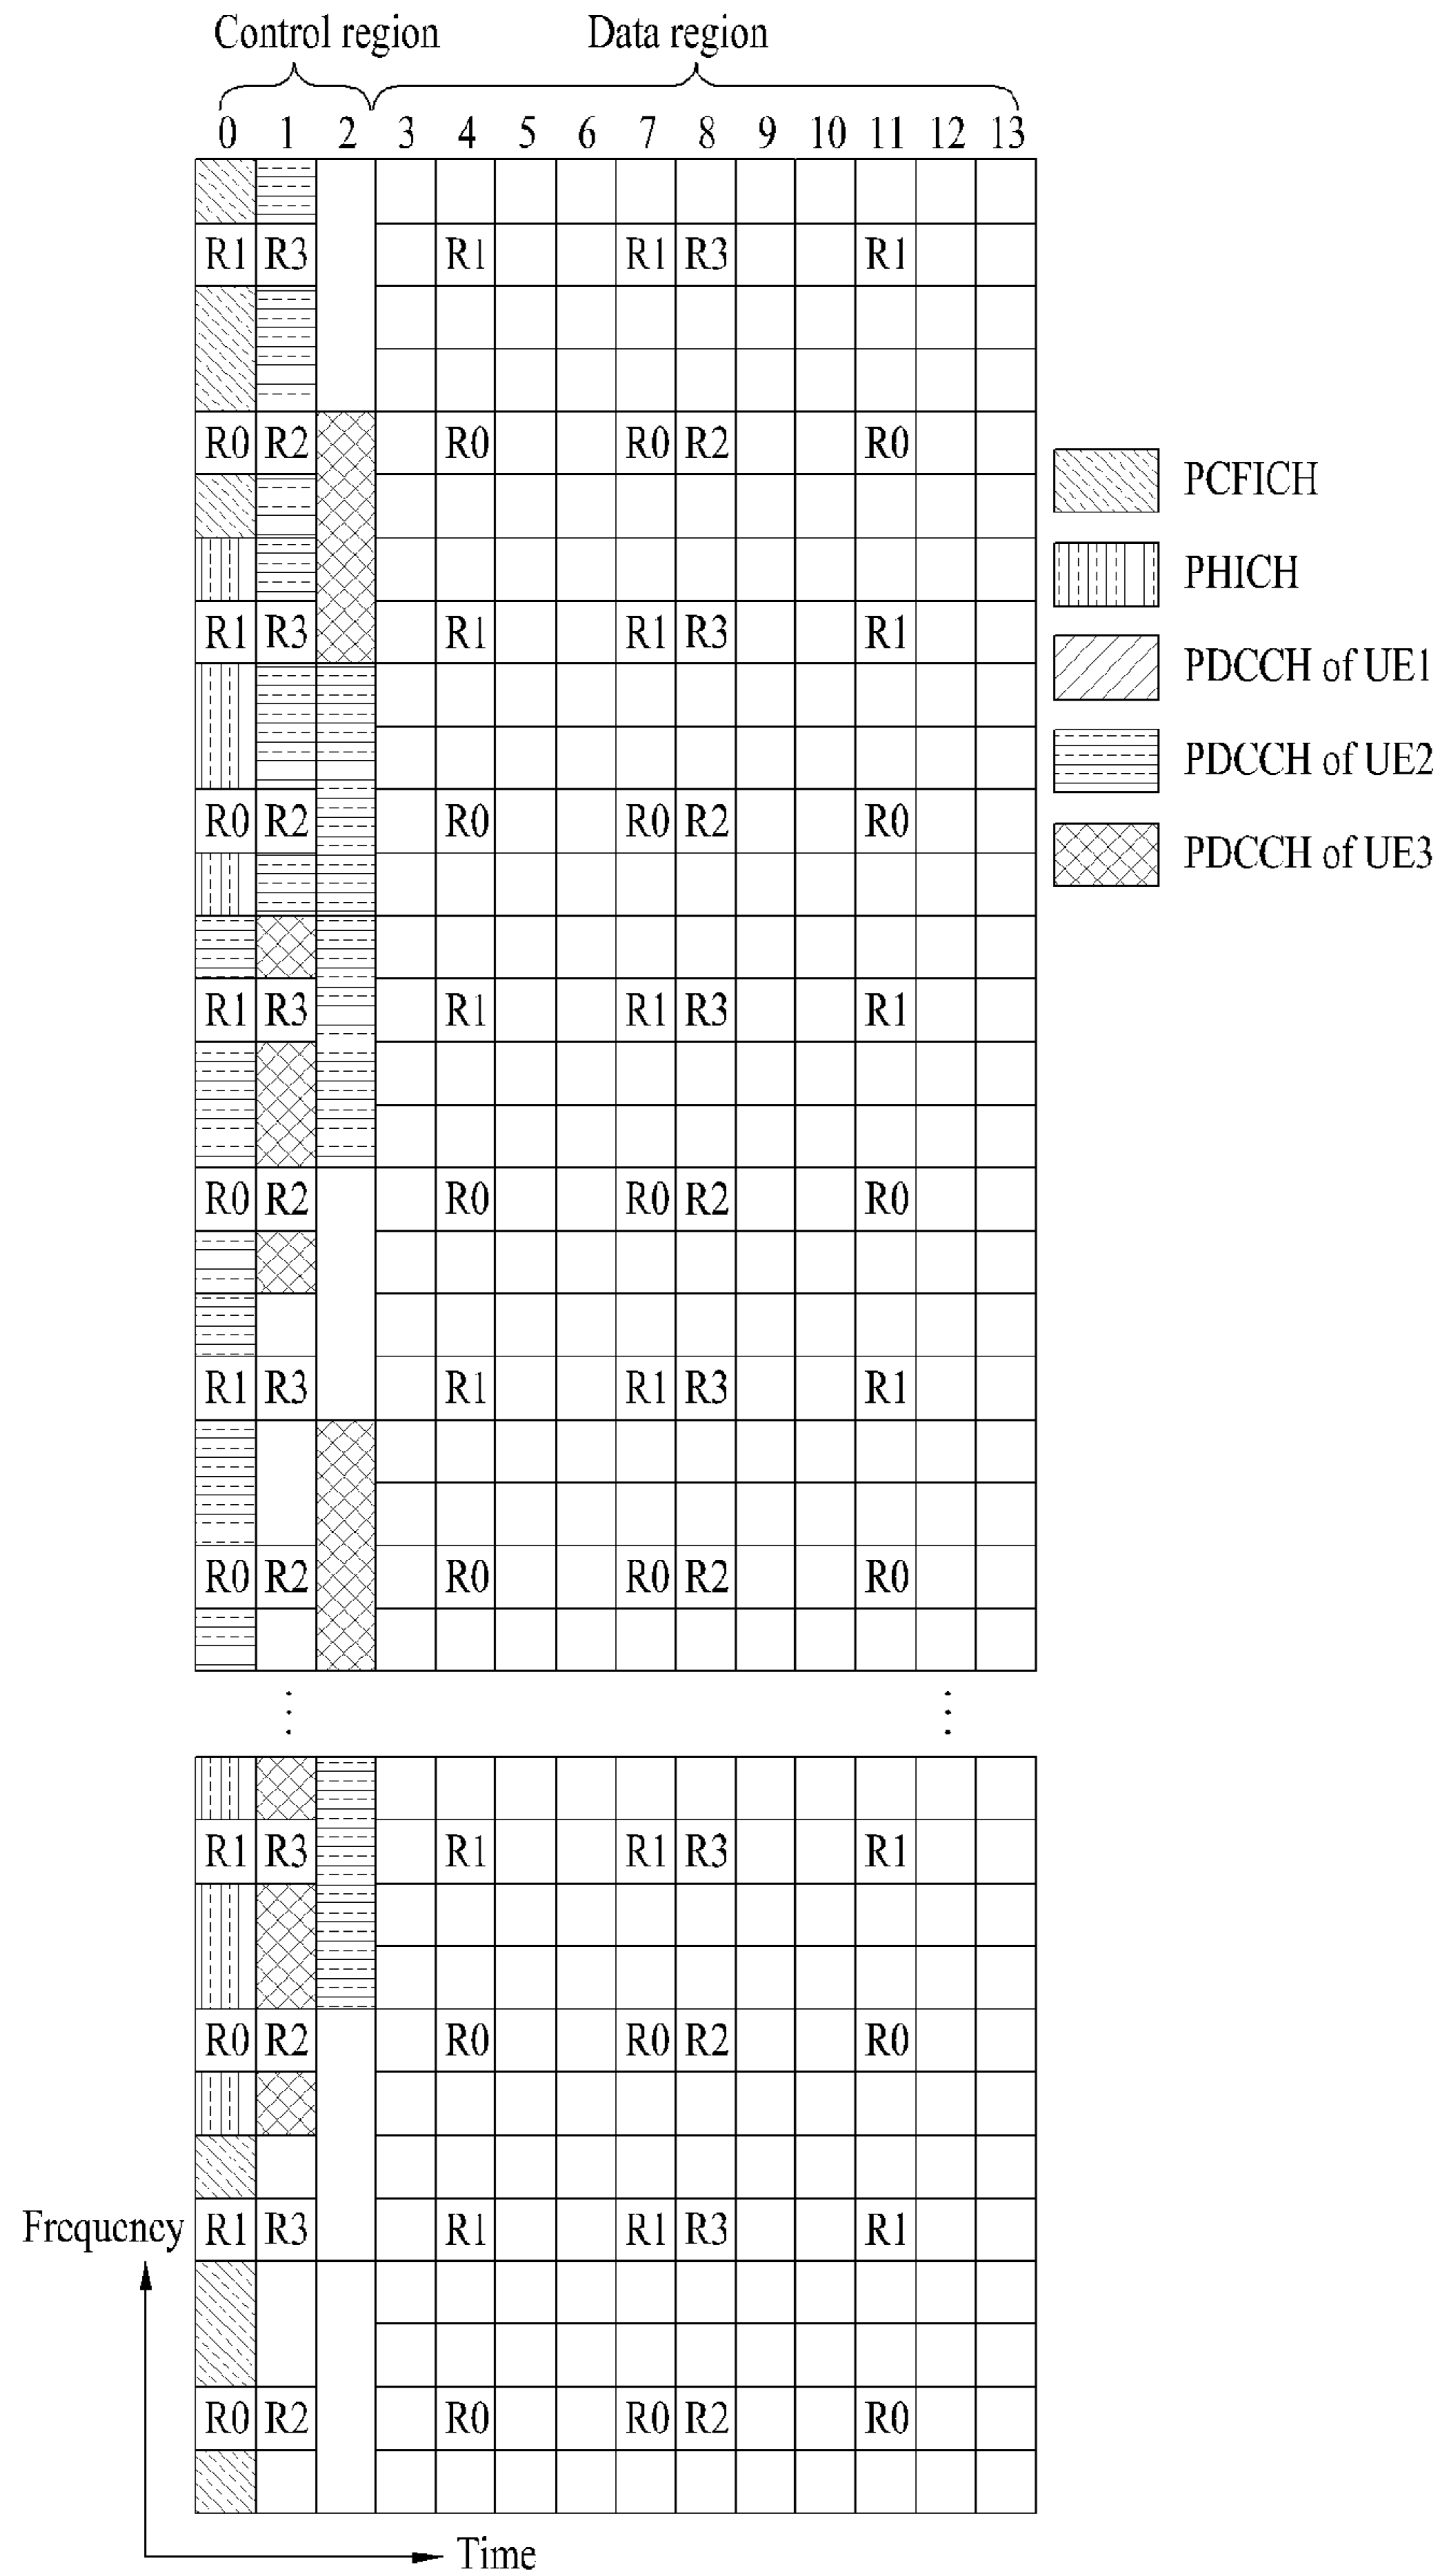 Control region Data region
0 1 2 3 4 5 6 7 8 9 10 11 12 13
R1 R3 R1 R1 R3 R1
R0 R2 R0 R0 R2 R0
PCFICH
PHICH
R1 R3 R1 R1 R3 R1
PDCCH of UE1
PDCCH of UE2
R0 R2 R0 R0 R2 R0
PDCCH of UE3
R1 R3 R1 R1 R3 R1
R0 R2 R0 R0 R2 R0
R1 R3 R1 R1 R3 R1
R0 R2 R0 R0 R2 R0
R1 R3 R1 R1 R3 R1
R0 R2 R0 R0 R2 R0
Frequency R1 R3 R1 R1 R3 R1
R0 R2 R0 R0 R2 R0
Time